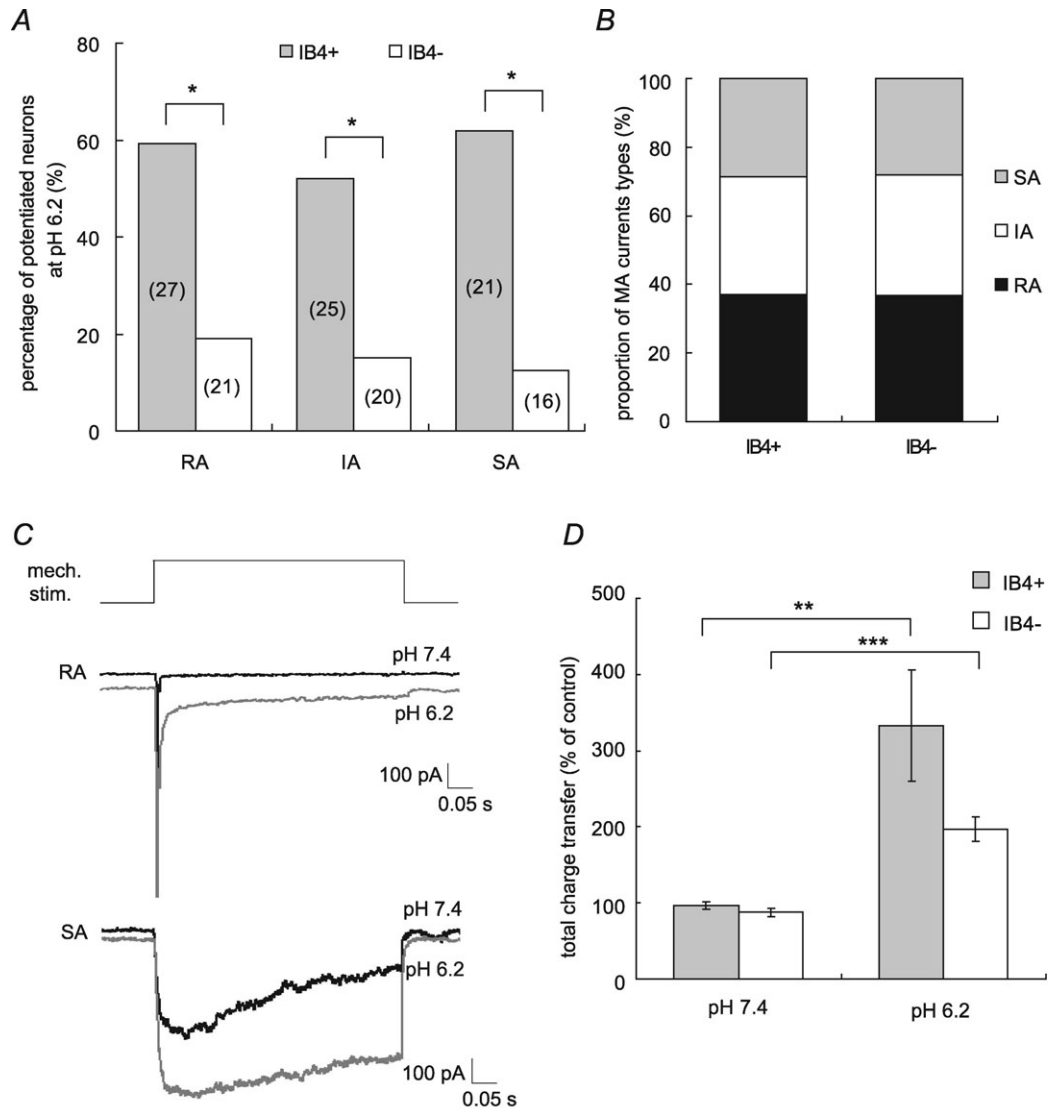 A
percentage of potentiated neurons
at pH 6.2 (%)
80
60
40
20
0
IB4+
IB4-
*
*
*
(27)
(21)
(25)
(20)
(21)
(16)
RA
IA
SA
B
proportion of MA currents types (%)
100
80
60
40
20
0
IB4+
IB4-
SA
IA
RA
C
mech.
stim.
RA
pH 7.4
pH 6.2
100 pA
0.05 s
SA
pH 7.4
pH 6.2
100 pA
0.05 s
D
total charge transfer (% of control)
500
400
300
200
100
0
IB4+
IB4-
**
***
pH 7.4
pH 6.2